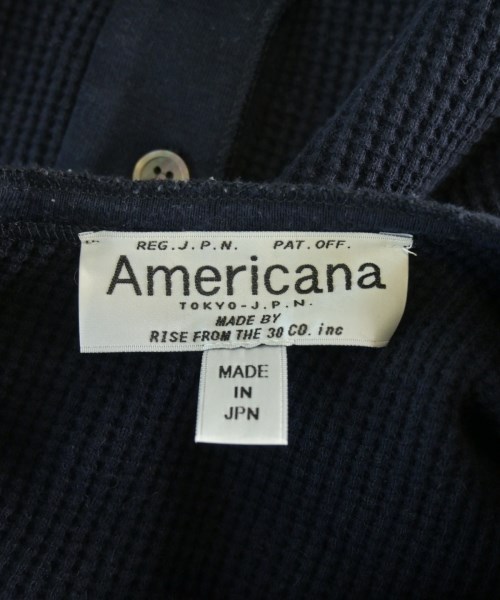 REG.J.P.N. PAT.OFF.
Americana
TOKYO-J.P.N.
MADE BY
RISE FROM THE 30 CO. inc
MADE
IN
JPN